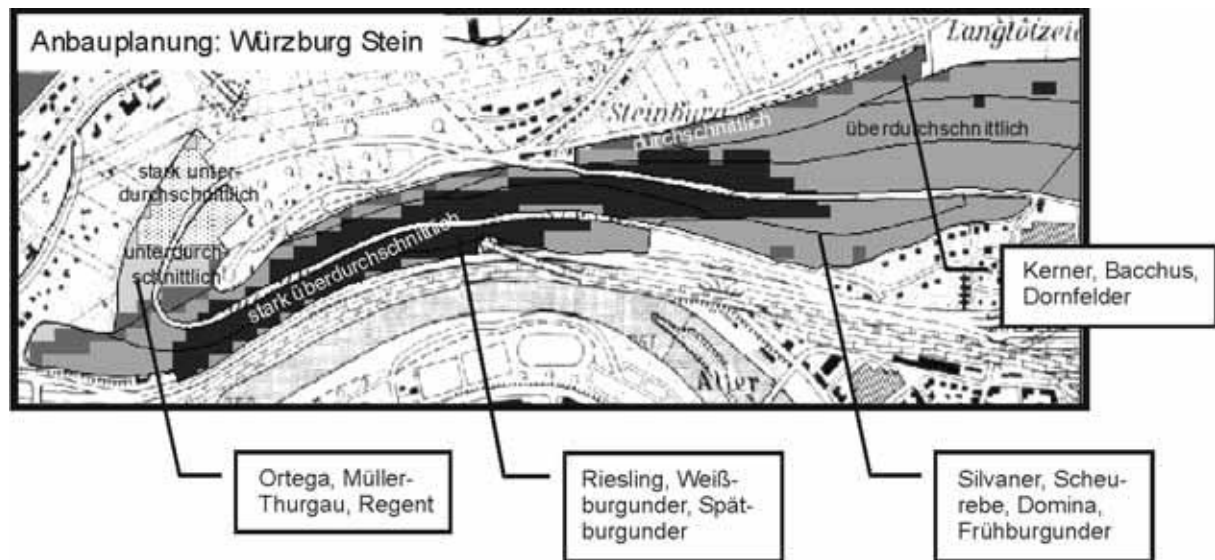 Anbauplanung: Würzburg Stein
Steinburg
durchschnittlich
überdurchschnittlich
stark unter-
durchschnittlich
unterdurch-
schnittlich
stark überdurchschnittlich
Kerner, Bacchus,
Dornfelder
Ortega, Müller-
Thurgau, Regent
Riesling, Weiß-
burgunder, Spät-
burgunder
Silvaner, Scheu-
rebe, Domina,
Frühburgunder